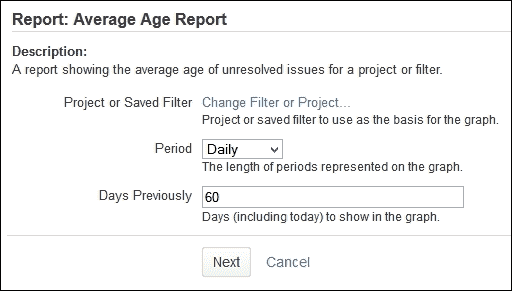 Report: Average Age Report
Description:
A report showing the average age of unresolved issues for a project or filter.
Project or Saved Filter Change Filter or Project...
Project or saved filter to use as the basis for the graph.
Period Daily
The length of periods represented on the graph.
Days Previously 60
Days (including today) to show in the graph.
Next Cancel